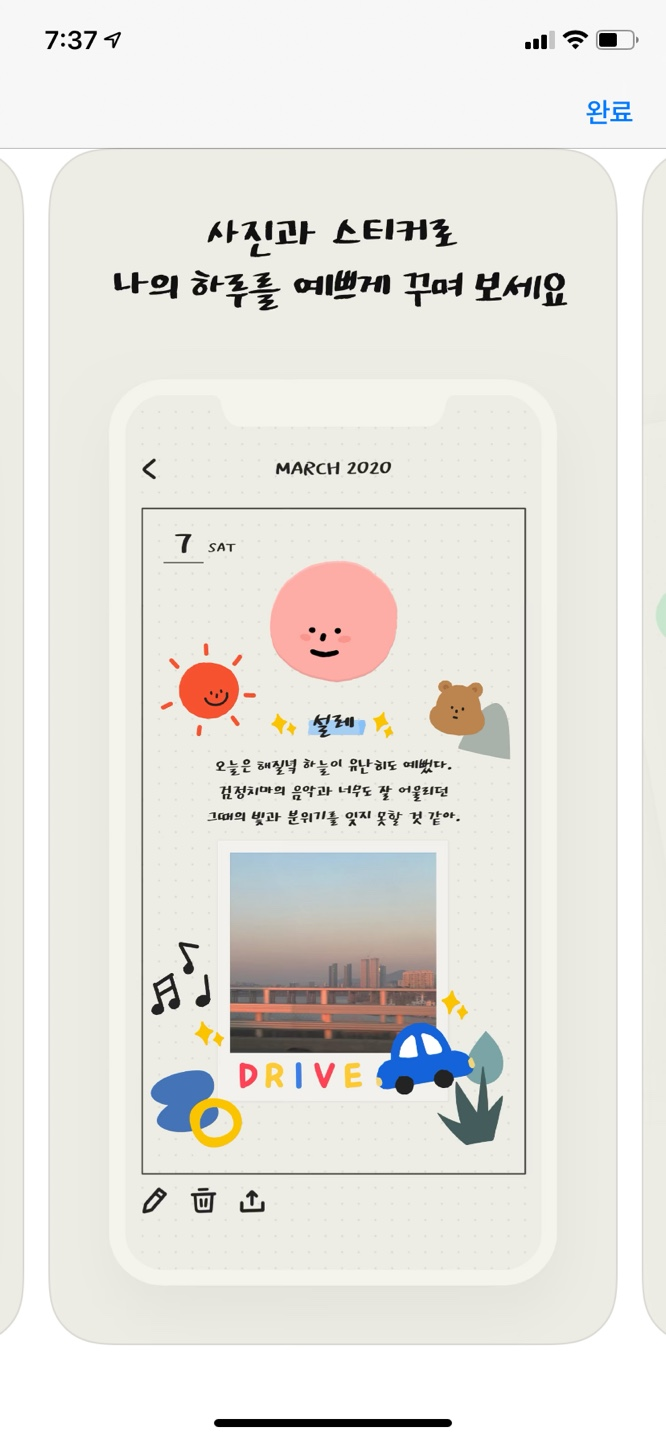 7:37
완료
사진과 스티커로
나의 하루를 예쁘게 꾸며 보세요
MARCH 2020
7 SAT
설레
오늘은 해질녘 하늘이 유난히도 예뻤다.
검정치마의 음악과 너무도 잘 어울리던
그때의 빛과 분위기를 잊지 못할 것 같아.
DRIVE